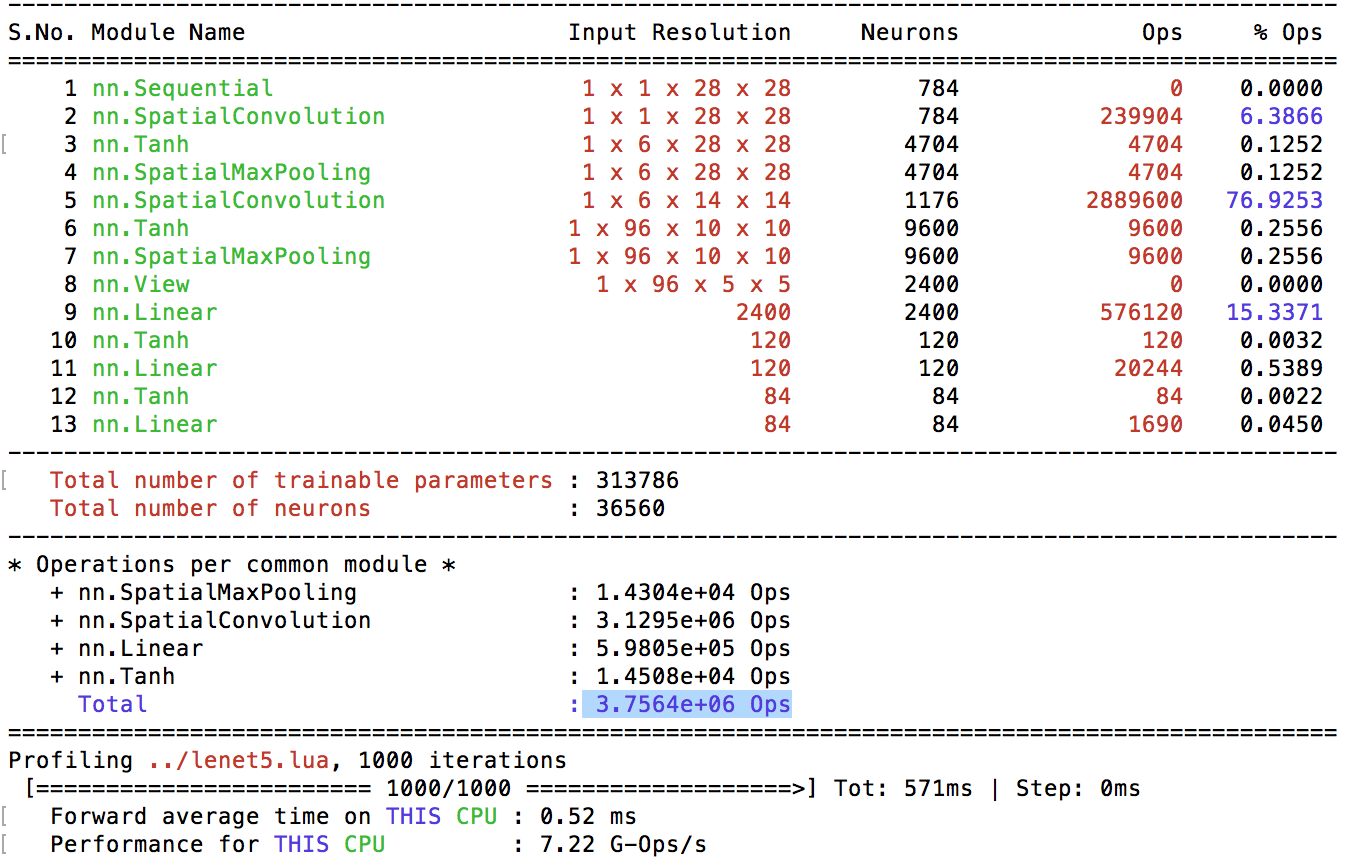 S.No. Module Name Input Resolution Neurons Ops % Ops
1 nn.Sequential 1 x 1 x 28 x 28 784 0 0.0000
2 nn.SpatialConvolution 1 x 1 x 28 x 28 784 239904 6.3866
3 nn.Tanh 1 x 6 x 28 x 28 4704 4704 0.1252
4 nn.SpatialMaxPooling 1 x 6 x 28 x 28 4704 4704 0.1252
5 nn.SpatialConvolution 1 x 6 x 14 x 14 1176 2889600 76.9253
6 nn.Tanh 1 x 96 x 10 x 10 9600 9600 0.2556
7 nn.SpatialMaxPooling 1 x 96 x 10 x 10 9600 9600 0.2556
8 nn.View 1 x 96 x 5 x 5 2400 0 0.0000
9 nn.Linear 2400 2400 576120 15.3371
10 nn.Tanh 120 120 120 0.0032
11 nn.Linear 120 120 20244 0.5389
12 nn.Tanh 84 84 84 0.0022
13 nn.Linear 84 84 1690 0.0450
Total number of trainable parameters : 313786
Total number of neurons : 36560
* Operations per common module *
+ nn.SpatialMaxPooling : 1.4304e+04 Ops
+ nn.SpatialConvolution : 3.1295e+06 Ops
+ nn.Linear : 5.9805e+05 Ops
+ nn.Tanh : 1.4508e+04 Ops
Total : 3.7564e+06 Ops
Profiling ../lenet5.lua, 1000 iterations
[======================== 1000/1000 ===================>] Tot: 571ms | Step: 0ms
Forward average time on THIS CPU : 0.52 ms
Performance for THIS CPU : 7.22 G-Ops/s